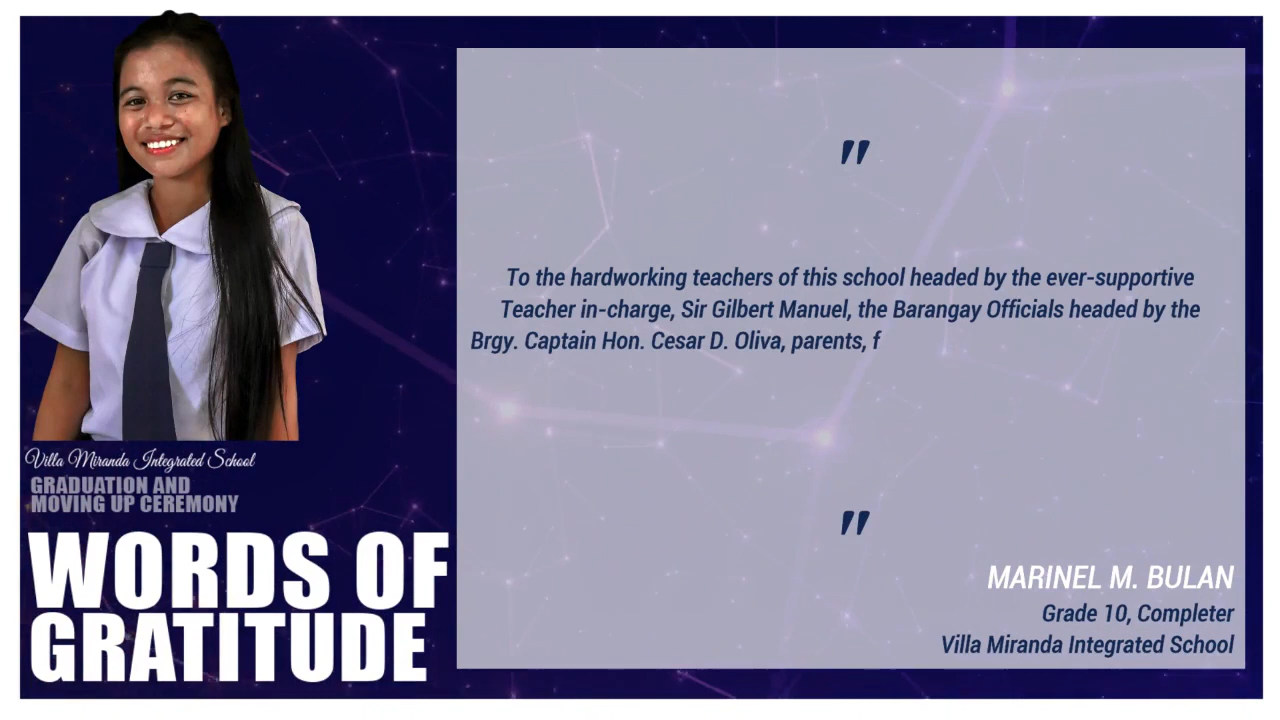 "
To the hardworking teachers of this school headed by the ever-supportive
Teacher in-charge, Sir Gilbert Manuel, the Barangay Officials headed by the
Brgy. Captain Hon. Cesar D. Oliva, parents, f
"
MARINEL M. BULAN
Grade 10, Completer
Villa Miranda Integrated School
Villa Miranda Integrated School
GRADUATION AND
MOVING UP CEREMONY
WORDS OF
GRATITUDE